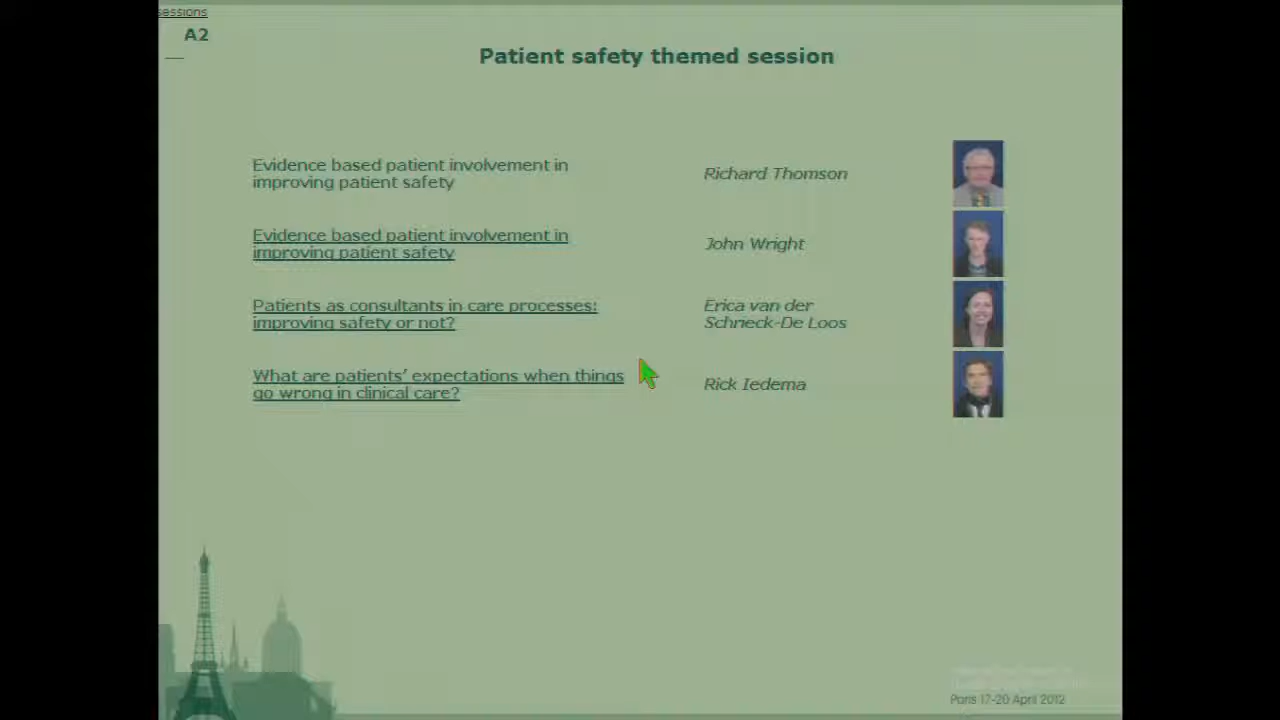 sessions
A2
Patient safety themed session
Evidence based patient involvement in
improving patient safety
Richard Thomson
Evidence based patient involvement in
improving patient safety
John Wright
Patients as consultants in care processes:
improving safety or not?
Erica van der
Schrieck-De Loos
What are patients' expectations when things
go wrong in clinical care?
Rick Iedema
Paris 17-20 April 2012